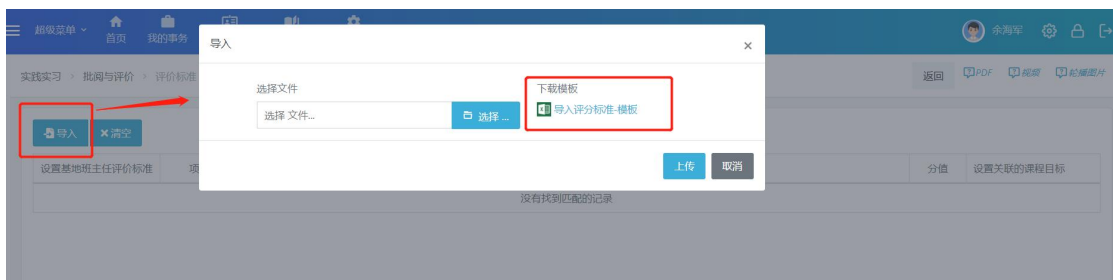 超级菜单
首页
我的事务
余海军
导入
×
实践实习 > 批阅与评价 > 评价标准
返回
PDF
视频
轮播图片
选择文件
选择 文件...
选择 ...
下载模板
导入评分标准-模板
导入
清空
上传
取消
设置基地班主任评价标准
项
分值
设置关联的课程目标
没有找到匹配的记录